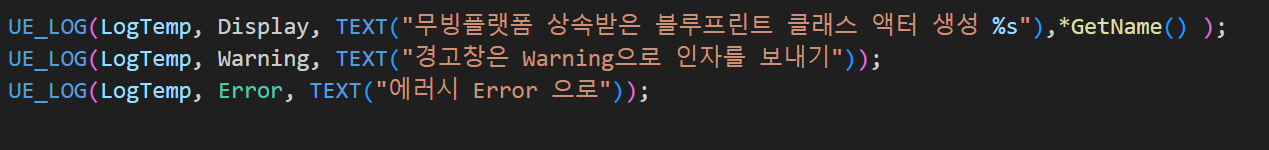 UE_LOG(LogTemp, Display, TEXT("무빙플랫폼 상속받은 블루프린트 클래스 액터 생성 %s"),*GetName() );
UE_LOG(LogTemp, Warning, TEXT("경고창은 Warning으로 인자를 보내기"));
UE_LOG(LogTemp, Error, TEXT("에러시 Error 으로"));